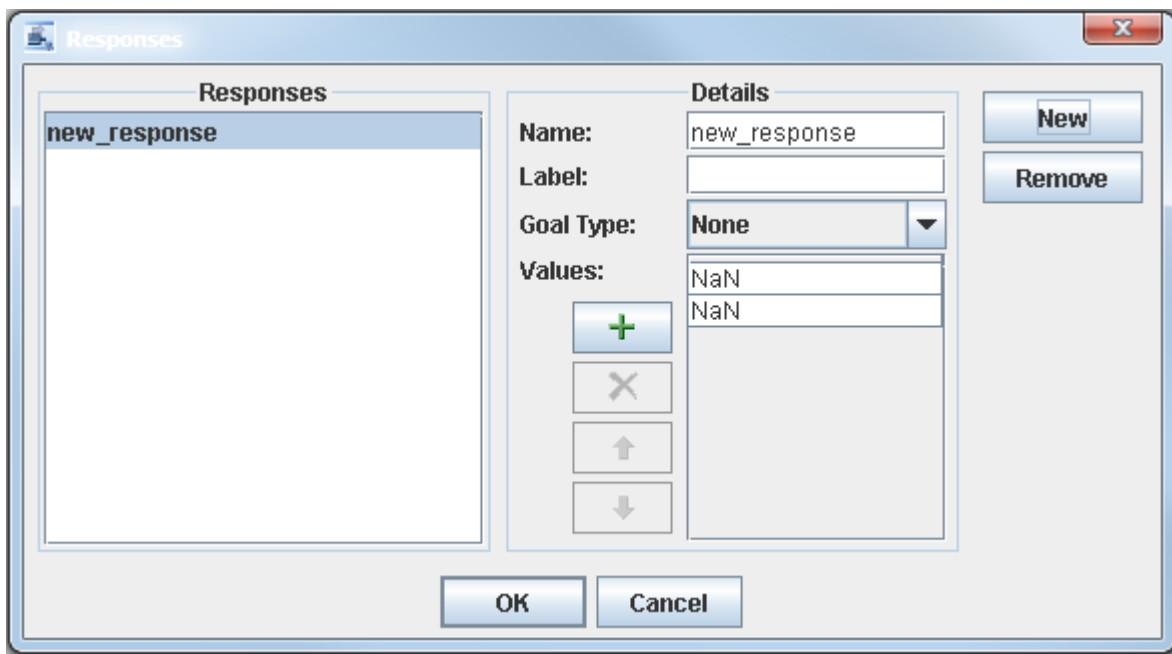 Responses
Responses
new_response
Details
Name:
new_response
Label:
Goal Type:
None
Values:
NaN
NaN
New
Remove
OK
Cancel